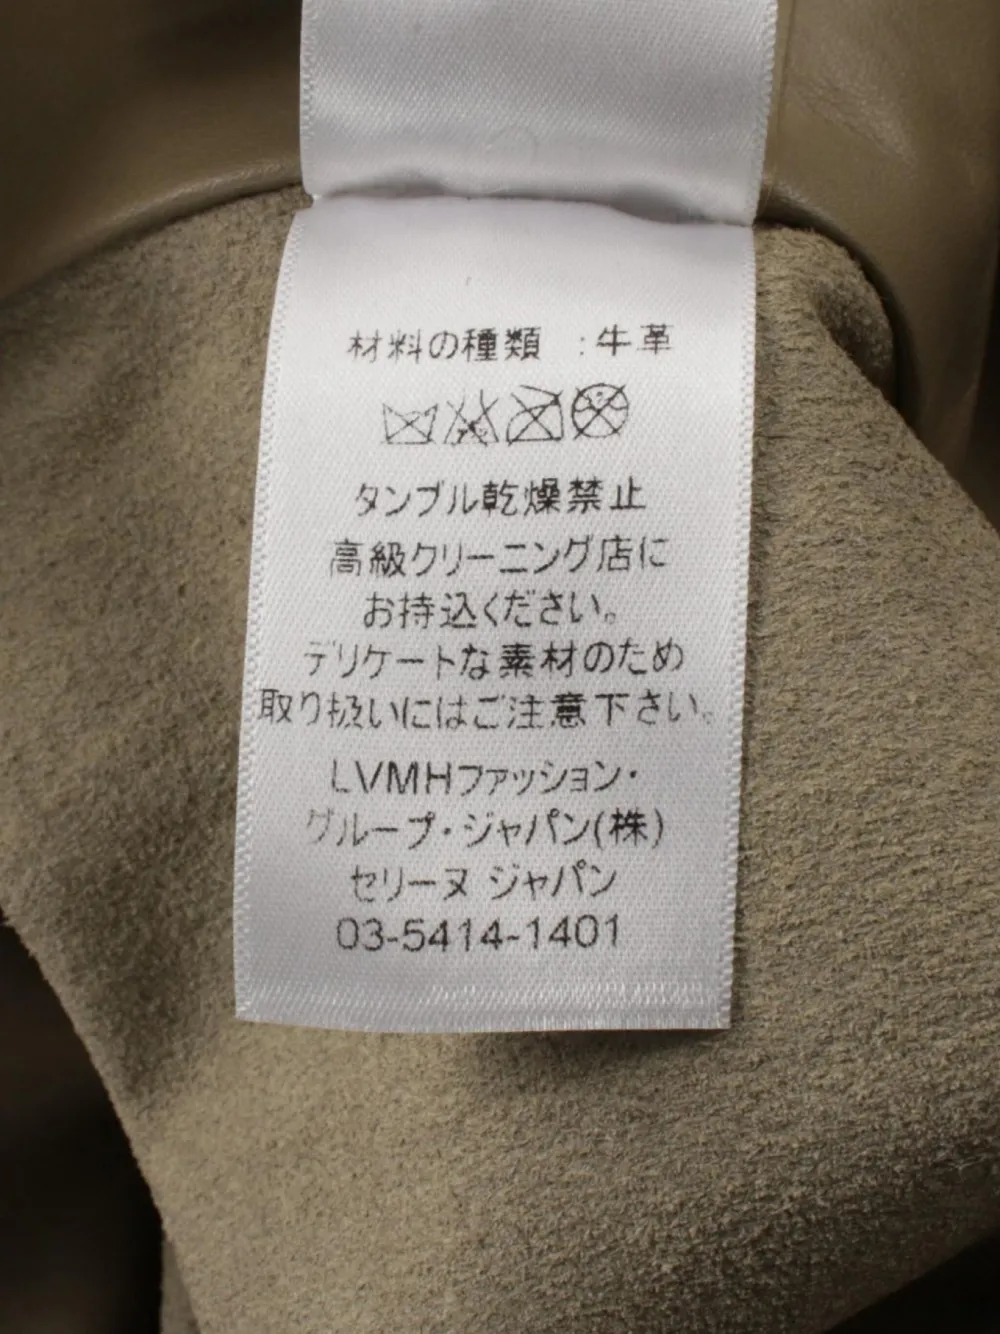 材料の種類 :牛革
タンブル乾燥禁止
高級クリーニング店に
お持込ください。
デリケートな素材のため
取り扱いにはご注意下さい。
LVMHファッション・
グループ・ジャパン(株)
セリーヌ ジャパン
03-5414-1401